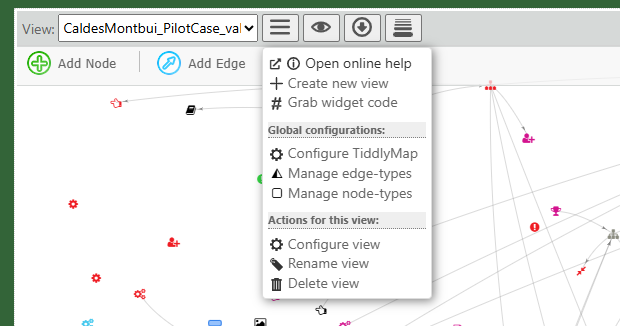 View: CaldesMontbui_PilotCase_val
Add Node Add Edge
Open online help
Create new view
Grab widget code
Global configurations:
Configure TiddlyMap
Manage edge-types
Manage node-types
Actions for this view:
Configure view
Rename view
Delete view